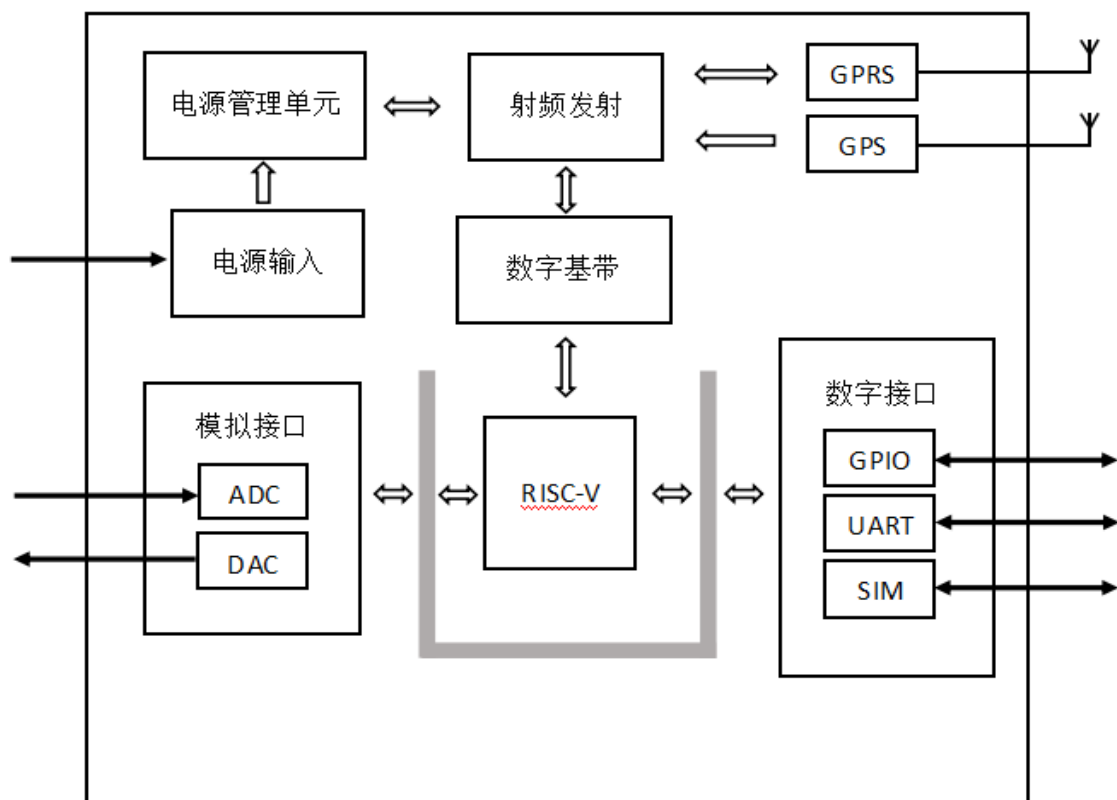 电源管理单元
射频发射
GPRS
GPS
电源输入
数字基带
模拟接口
ADC
DAC
RISC-V
数字接口
GPIO
UART
SIM